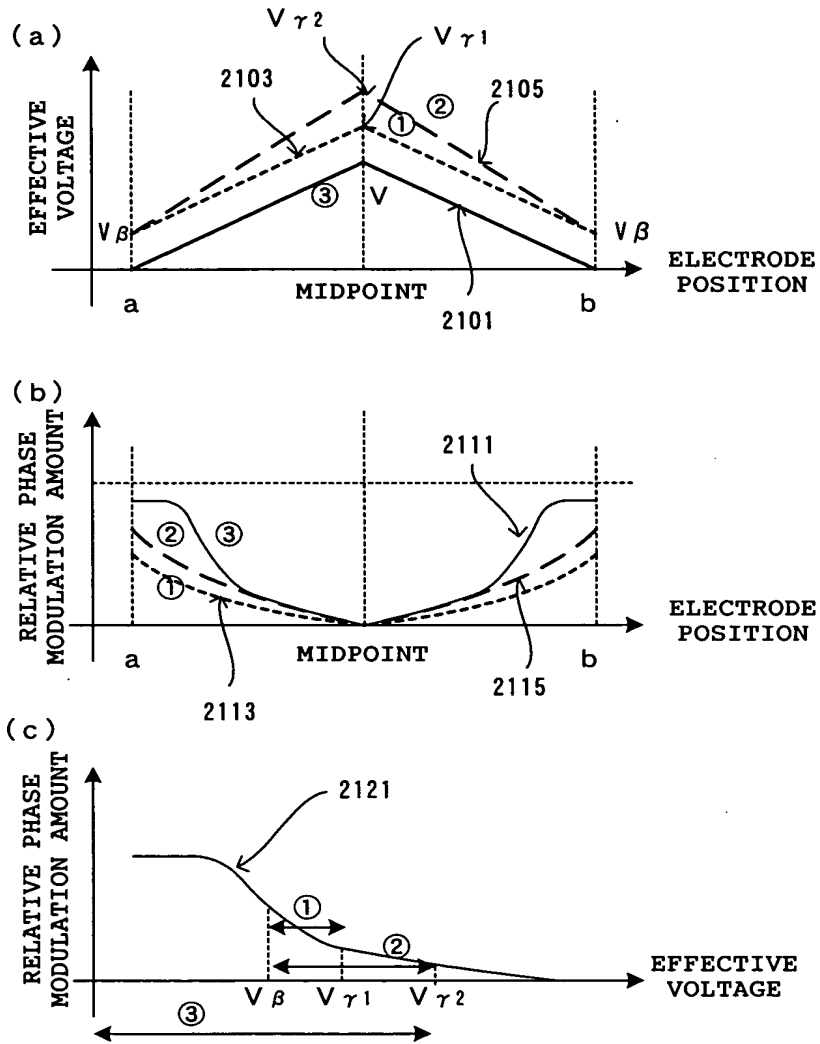 (a)
Vγ2
Vγ1
2103
②
2105
①
EFFECTIVE
VOLTAGE
③
V
Vβ
Vβ
ELECTRODE
POSITION
a
MIDPOINT
b
2101
(b)
RELATIVE PHASE
MODULATION AMOUNT
2111
②
③
①
ELECTRODE
POSITION
a
MIDPOINT
b
2113
2115
(c)
RELATIVE PHASE
MODULATION AMOUNT
2121
①
②
EFFECTIVE
VOLTAGE
Vβ
Vγ1
Vγ2
③